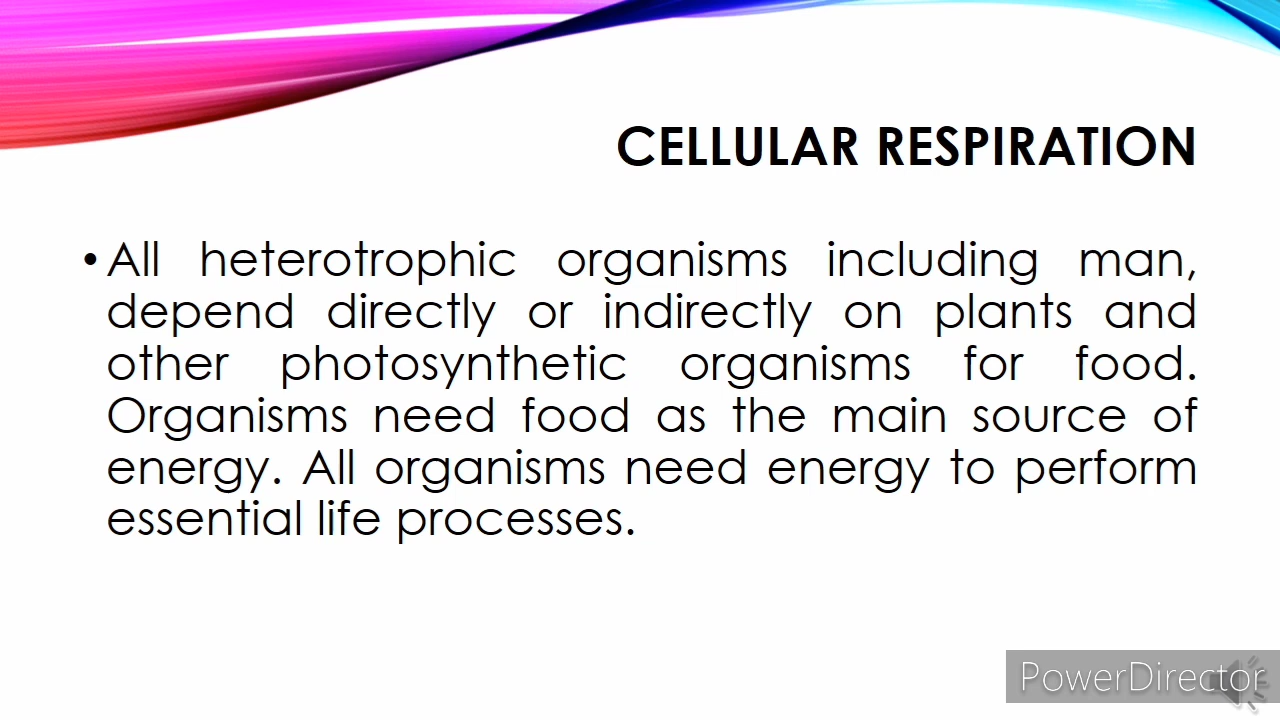 CELLULAR RESPIRATION
• All heterotrophic organisms including man,
depend directly or indirectly on plants and
other photosynthetic organisms for food.
Organisms need food as the main source of
energy. All organisms need energy to perform
essential life processes.
PowerDirector